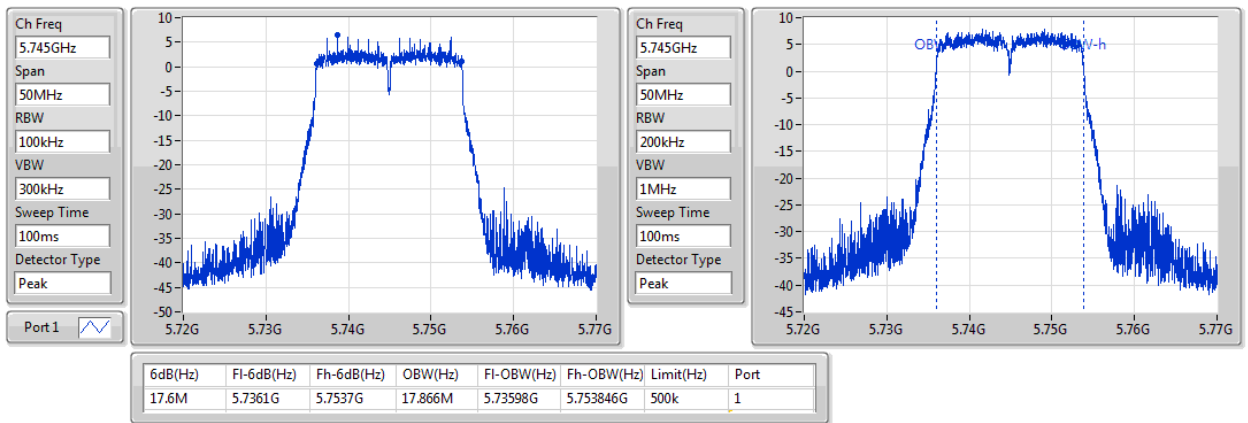 Ch Freq
5.745GHz
Span
50MHz
RBW
100kHz
VBW
300kHz
Sweep Time
100ms
Detector Type
Peak
Port 1
10
5
0
-5
-10
-15
-20
-25
-30
-35
-40
-45
-50
5.72G 5.73G 5.74G 5.75G 5.76G 5.77G
Ch Freq
5.745GHz
Span
50MHz
RBW
200kHz
VBW
1MHz
Sweep Time
100ms
Detector Type
Peak
10
5
0
-5
-10
-15
-20
-25
-30
-35
-40
-45
5.72G 5.73G 5.74G 5.75G 5.76G 5.77G
6dB(Hz) Fl-6dB(Hz) Fh-6dB(Hz) OBW(Hz) Fl-OBW(Hz) Fh-OBW(Hz) Limit(Hz) Port
17.6M 5.7361G 5.7537G 17.866M 5.73598G 5.753846G 500k 1